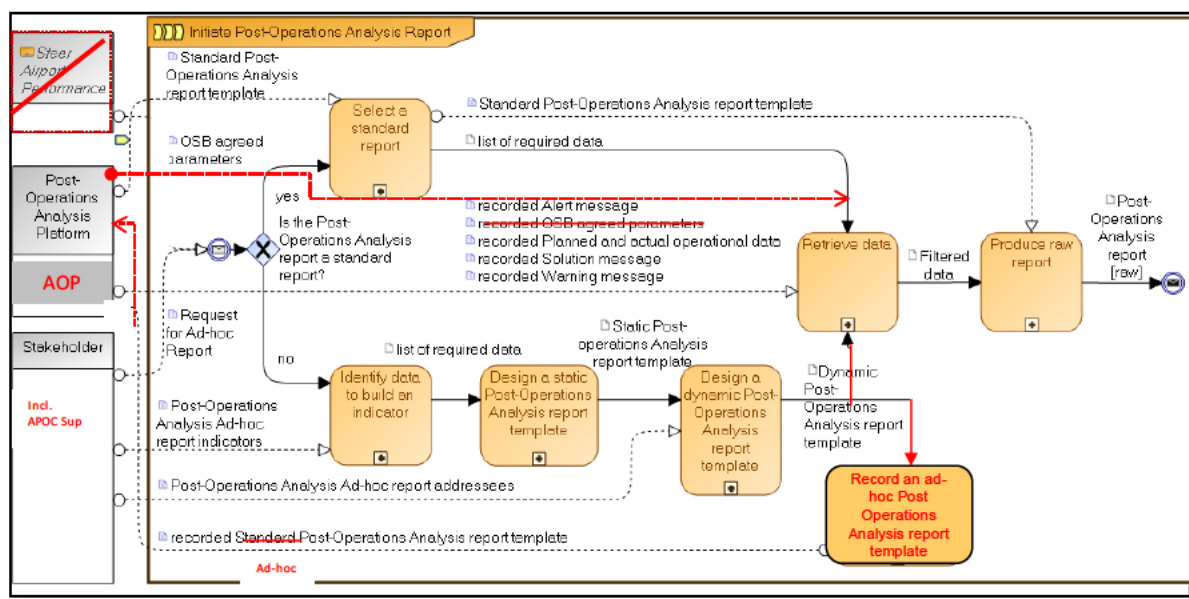 Initiate Post-Operations Analysis Report
Steer
Airport
Performance
Standard Post-
Operations Analysis
report template
OSB agreed
parameters
Select a
standard
report
Standard Post-Operations Analysis report template
list of required data
Post-
Operations
Analysis
Platform
AOP
yes
Is the Post-
Operations Analysis
report a standard
report?
no
recorded Alert message
recorded OSB agreed parameters
recorded Planned and actual operational data
recorded Solution message
recorded Warning message
Retrieve data
Filtered
data
Produce raw
report
Post-
Operations
Analysis
report
[raw]
Stakeholder
Incl.
APOC Sup
Request
for Ad-hoc
Report
list of required data
Static Post-
operations Analysis
report template
Identify data
to build an
indicator
Design a static
Post-Operations
Analysis report
template
Design a
dynamic Post-
Operations
Analysis
report
template
Dynamic
Post-
Operations
Analysis report
template
Post-Operations
Analysis Ad-hoc
report indicators
Post-Operations Analysis Ad-hoc report addressees
Record an ad-
hoc Post
Operations
Analysis report
template
recorded Standard Post-Operations Analysis report template
Ad-hoc